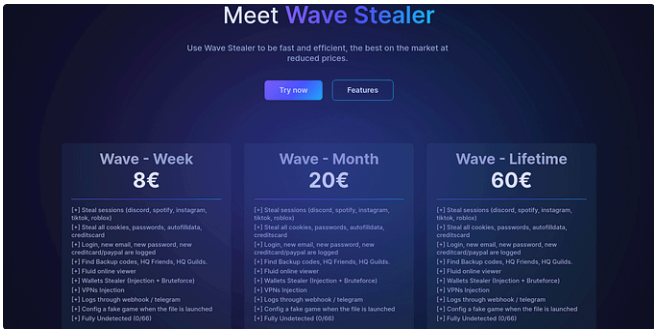 Meet Wave Stealer
Use Wave Stealer to be fast and efficient, the best on the market at
reduced prices.
Try now
Features
Wave - Week
8€
[+] Steal sessions (discord, spotify, instagram,
tiktok, roblox)
[+] Steal all cookies, passwords, autofilldata,
creditscard
[+] Login, new email, new password, new
creditcard/paypal are logged
[+] Find Backup codes, HQ Friends, HQ Guilds.
[+] Fluid online viewer
[+] Wallets Stealer (Injection + Bruteforce)
[+] VPNs Injection
[+] Logs through webhook / telegram
[+] Config a fake game when the file is launched
[+] Fully Undetected (0/66)
Wave - Month
20€
[+] Steal sessions (discord, spotify, instagram,
tiktok, roblox)
[+] Steal all cookies, passwords, autofilldata,
creditscard
[+] Login, new email, new password, new
creditcard/paypal are logged
[+] Find Backup codes, HQ Friends, HQ Guilds.
[+] Fluid online viewer
[+] Wallets Stealer (Injection + Bruteforce)
[+] VPNs Injection
[+] Logs through webhook / telegram
[+] Config a fake game when the file is launched
[+] Fully Undetected (0/66)
Wave - Lifetime
60€
[+] Steal sessions (discord, spotify, instagram,
tiktok, roblox)
[+] Steal all cookies, passwords, autofilldata,
creditscard
[+] Login, new email, new password, new
creditcard/paypal are logged
[+] Find Backup codes, HQ Friends, HQ Guilds.
[+] Fluid online viewer
[+] Wallets Stealer (Injection + Bruteforce)
[+] VPNs Injection
[+] Logs through webhook / telegram
[+] Config a fake game when the file is launched
[+] Fully Undetected (0/66)